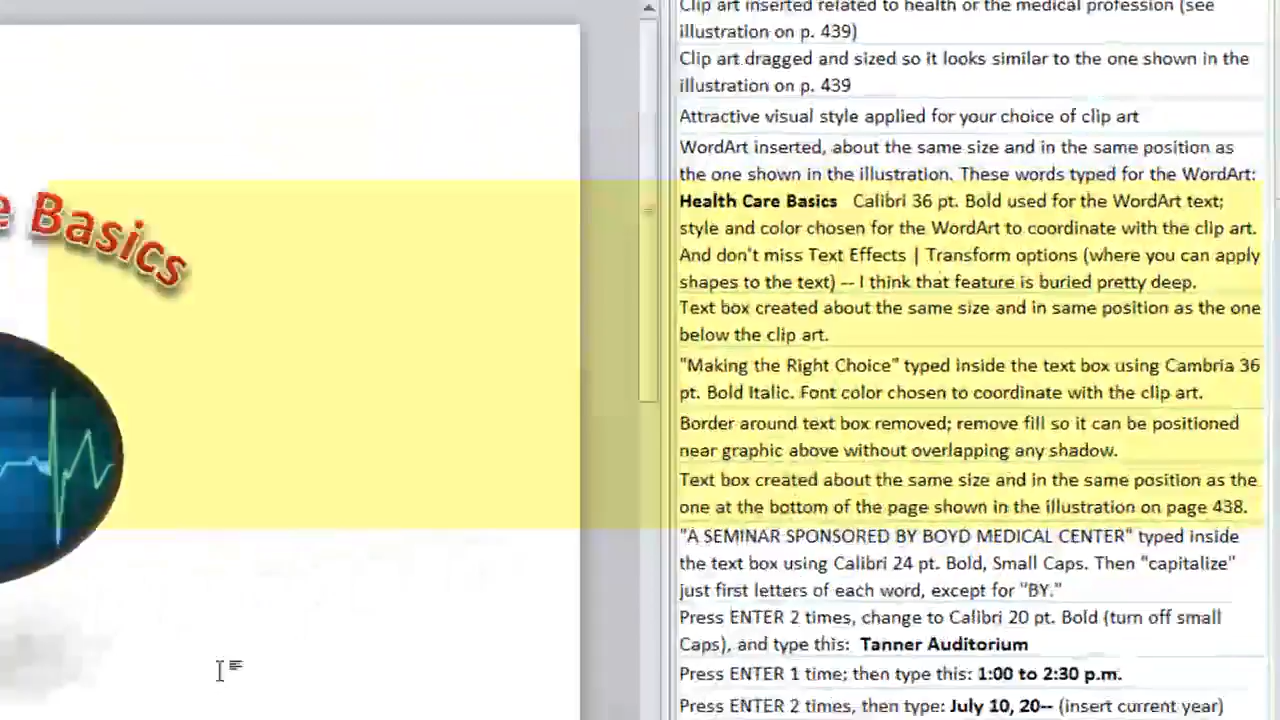 Clip art inserted related to health or the medical profession (see
illustration on p. 439)
Clip art dragged and sized so it looks similar to the one shown in the
illustration on p. 439
Attractive visual style applied for your choice of clip art
WordArt inserted, about the same size and in the same position as
the one shown in the illustration. These words typed for the WordArt:
Health Care Basics Calibri 36 pt. Bold used for the WordArt text;
style and color chosen for the WordArt to coordinate with the clip art.
And don't miss Text Effects | Transform options (where you can apply
shapes to the text) -- I think that feature is buried pretty deep.
Text box created about the same size and in same position as the one
below the clip art.
"Making the Right Choice" typed inside the text box using Cambria 36
pt. Bold Italic. Font color chosen to coordinate with the clip art.
Border around text box removed; remove fill so it can be positioned
near graphic above without overlapping any shadow.
Text box created about the same size and in the same position as the
one at the bottom of the page shown in the illustration on page 438.
"A SEMINAR SPONSORED BY BOYD MEDICAL CENTER" typed inside
the text box using Calibri 24 pt. Bold, Small Caps. Then "capitalize"
just first letters of each word, except for "BY."
Press ENTER 2 times, change to Calibri 20 pt. Bold (turn off small
Caps), and type this: Tanner Auditorium
Press ENTER 1 time; then type this: 1:00 to 2:30 p.m.
Press ENTER 2 times, then type: July 10, 20-- (insert current year)
e Basics